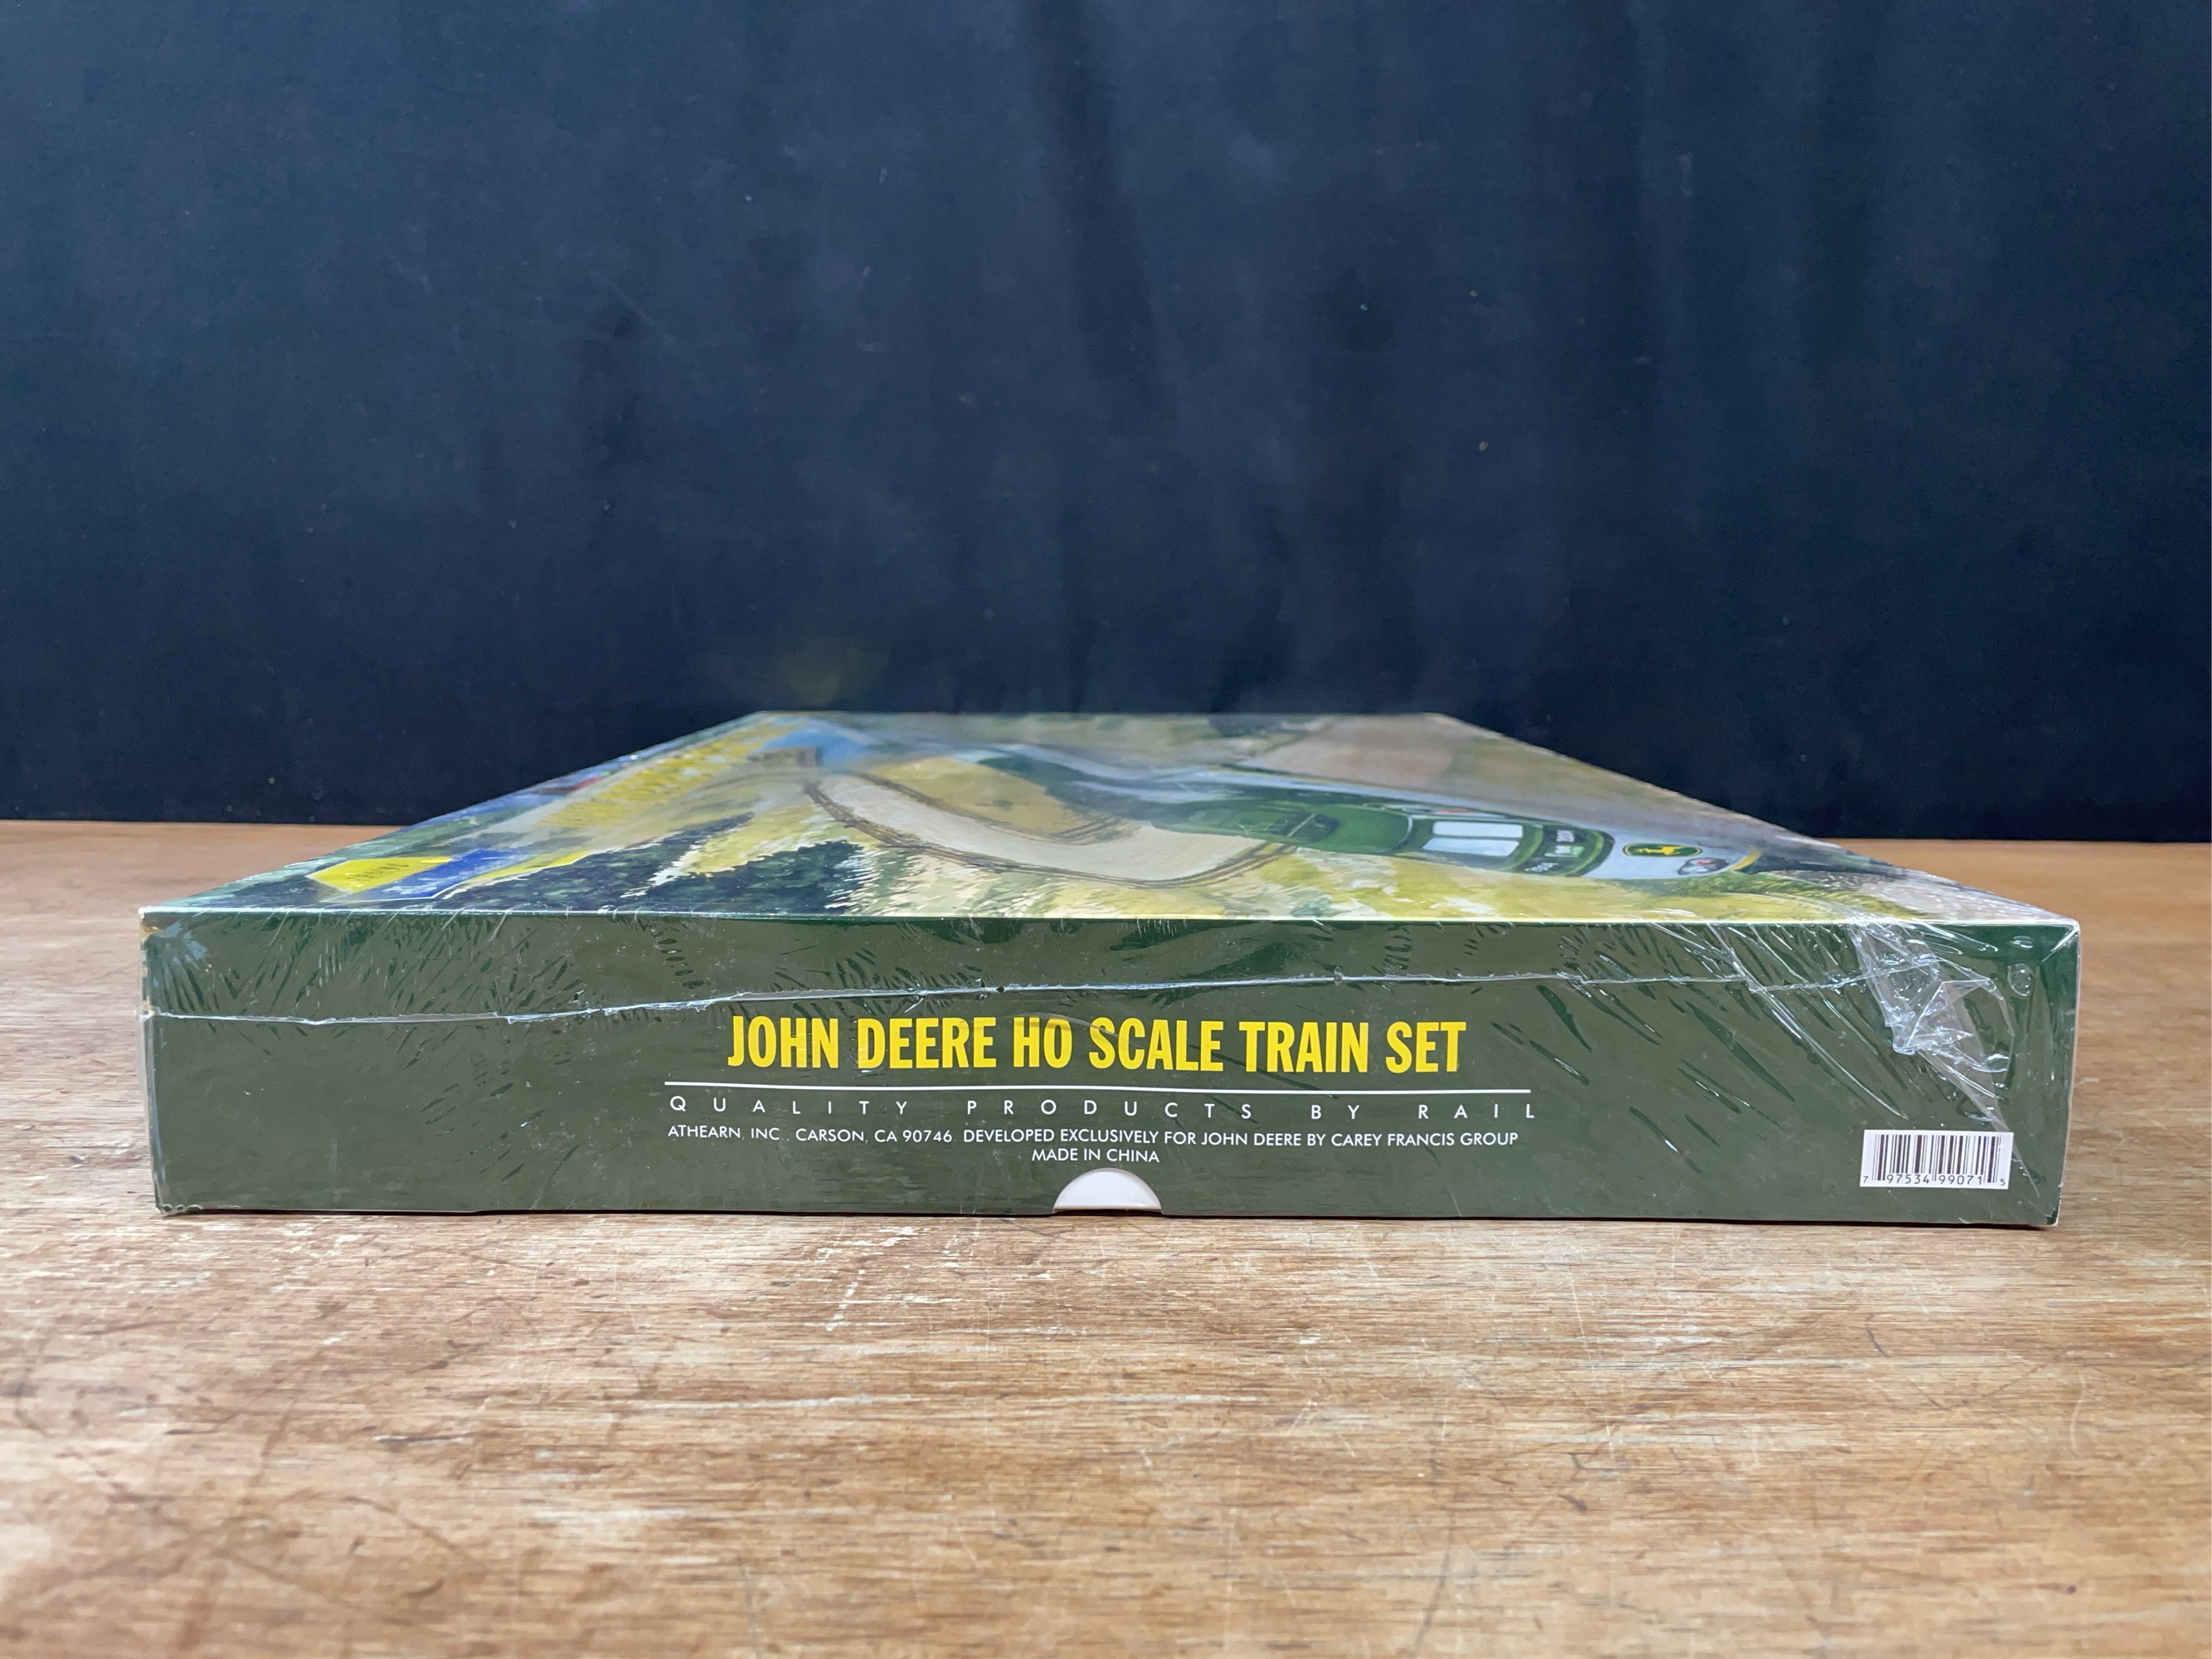 JOHN DEERE HO SCALE TRAIN SET
QUALITY PRODUCTS BY RAIL
ATHEARN, INC., CARSON, CA 90746. DEVELOPED EXCLUSIVELY FOR JOHN DEERE BY CAREY FRANCIS GROUP
MADE IN CHINA
7 97534 99071 5